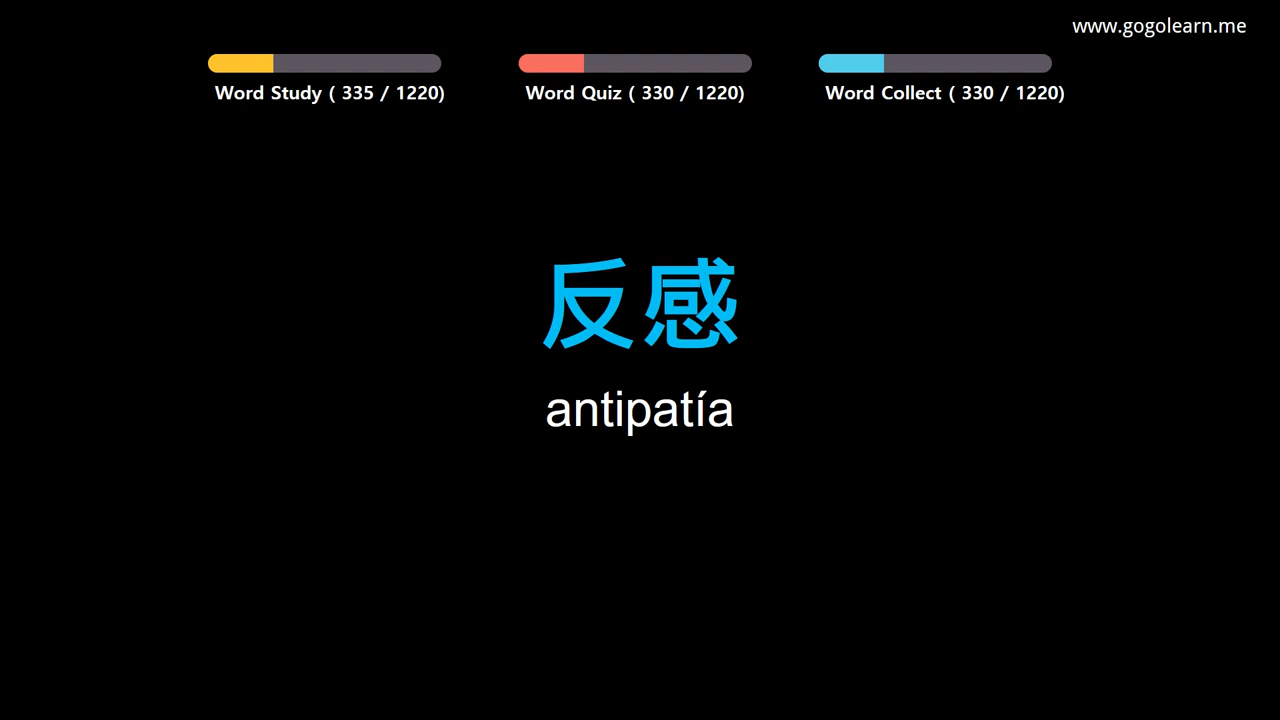 www.gogolearn.me
Word Study ( 335 / 1220)
Word Quiz ( 330 / 1220)
Word Collect ( 330 / 1220)
反感
antipatía